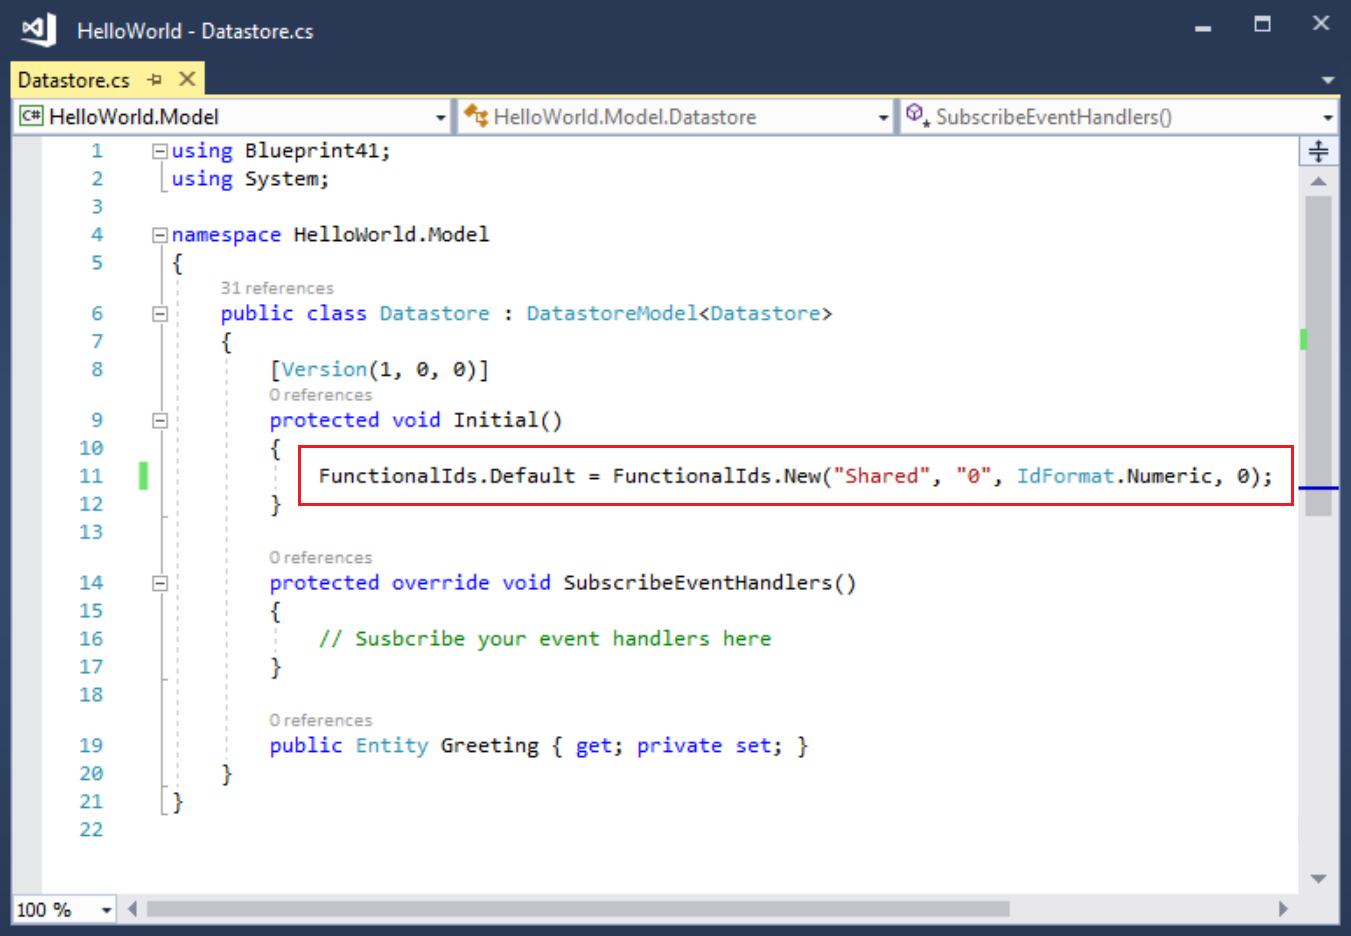 HelloWorld - Datastore.cs
Datastore.cs
C# HelloWorld.Model HelloWorld.Model.Datastore SubscribeEventHandlers()
1 using Blueprint41;
2 using System;
3
4 namespace HelloWorld.Model
5 {
31 references
6 public class Datastore : DatastoreModel<Datastore>
7 {
8 [Version(1, 0, 0)]
0 references
9 protected void Initial()
10 {
11 FunctionalIds.Default = FunctionalIds.New("Shared", "0", IdFormat.Numeric, 0);
12 }
13
0 references
14 protected override void SubscribeEventHandlers()
15 {
16 // Susbcribe your event handlers here
17 }
18
0 references
19 public Entity Greeting { get; private set; }
20 }
21 }
22
100 %